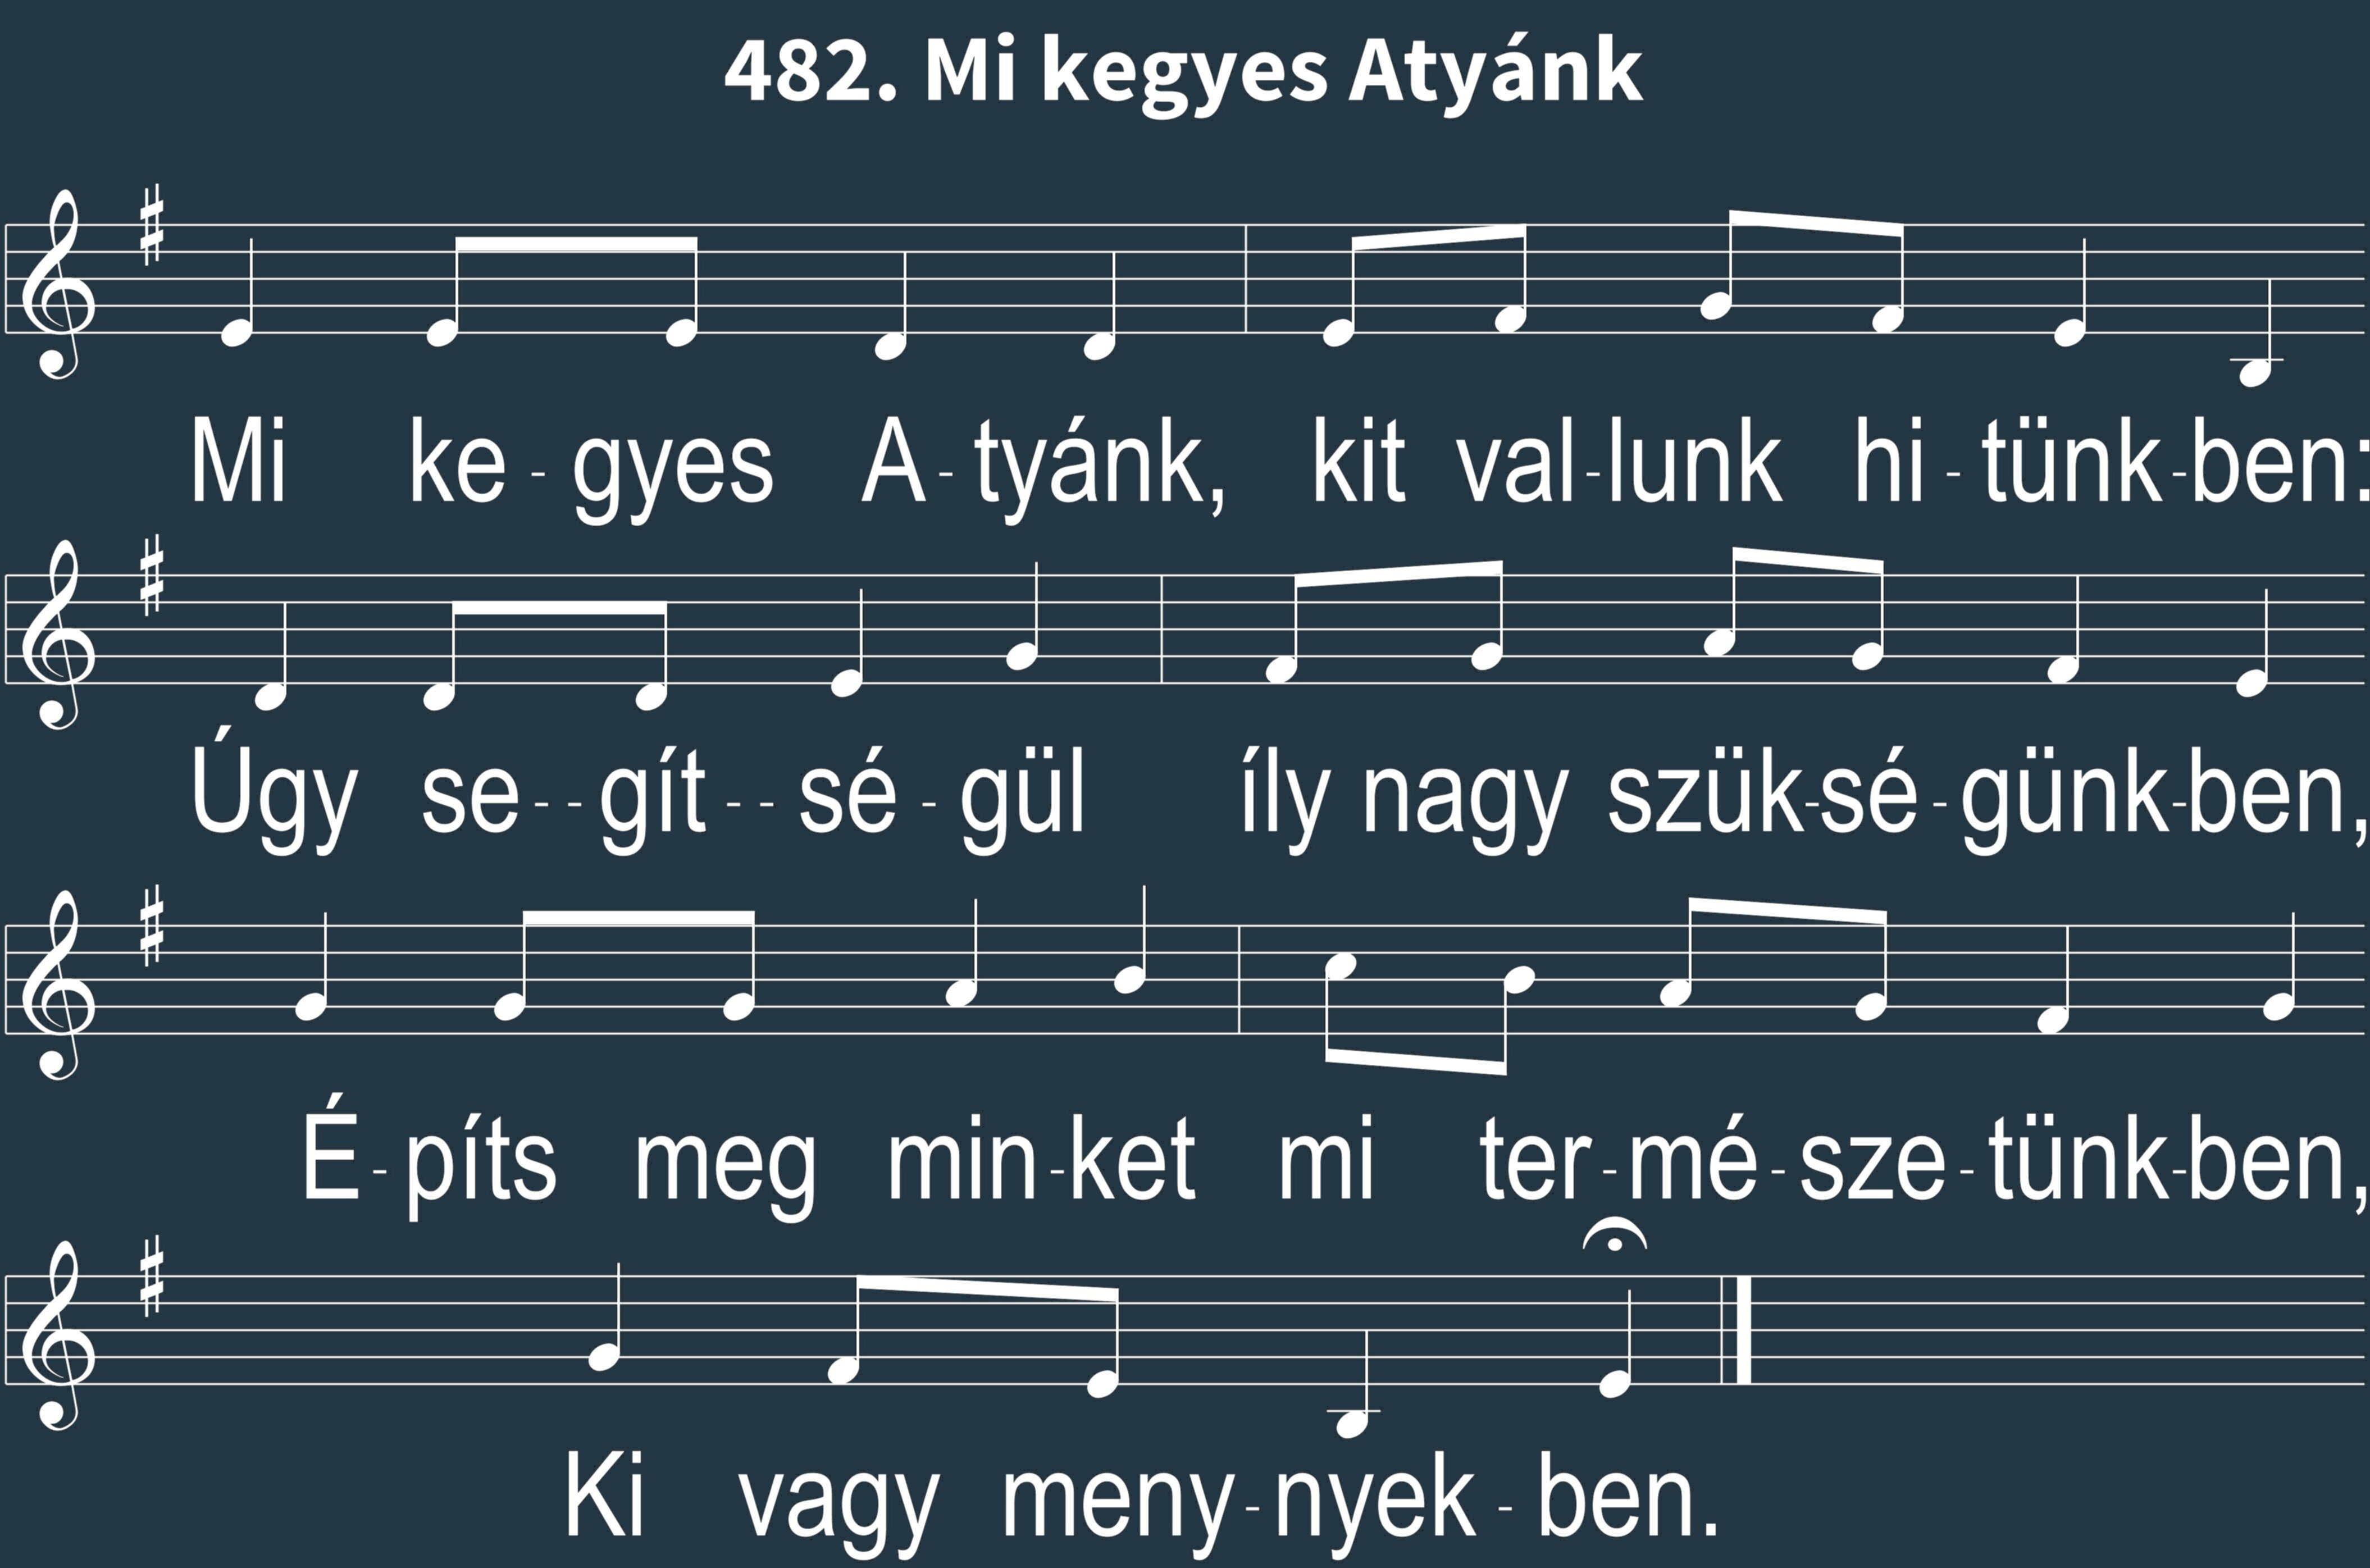 482. Mi kegyes Atyánk
Mi ke-gyes A-tyánk, kit val-lunk hi-tünk-ben:
Úgy se--gít--sé-gül íly nagy szük-sé-günk-ben,
É-píts meg min-ket mi ter-mé-sze-tünk-ben,
Ki vagy meny-nyek-ben.